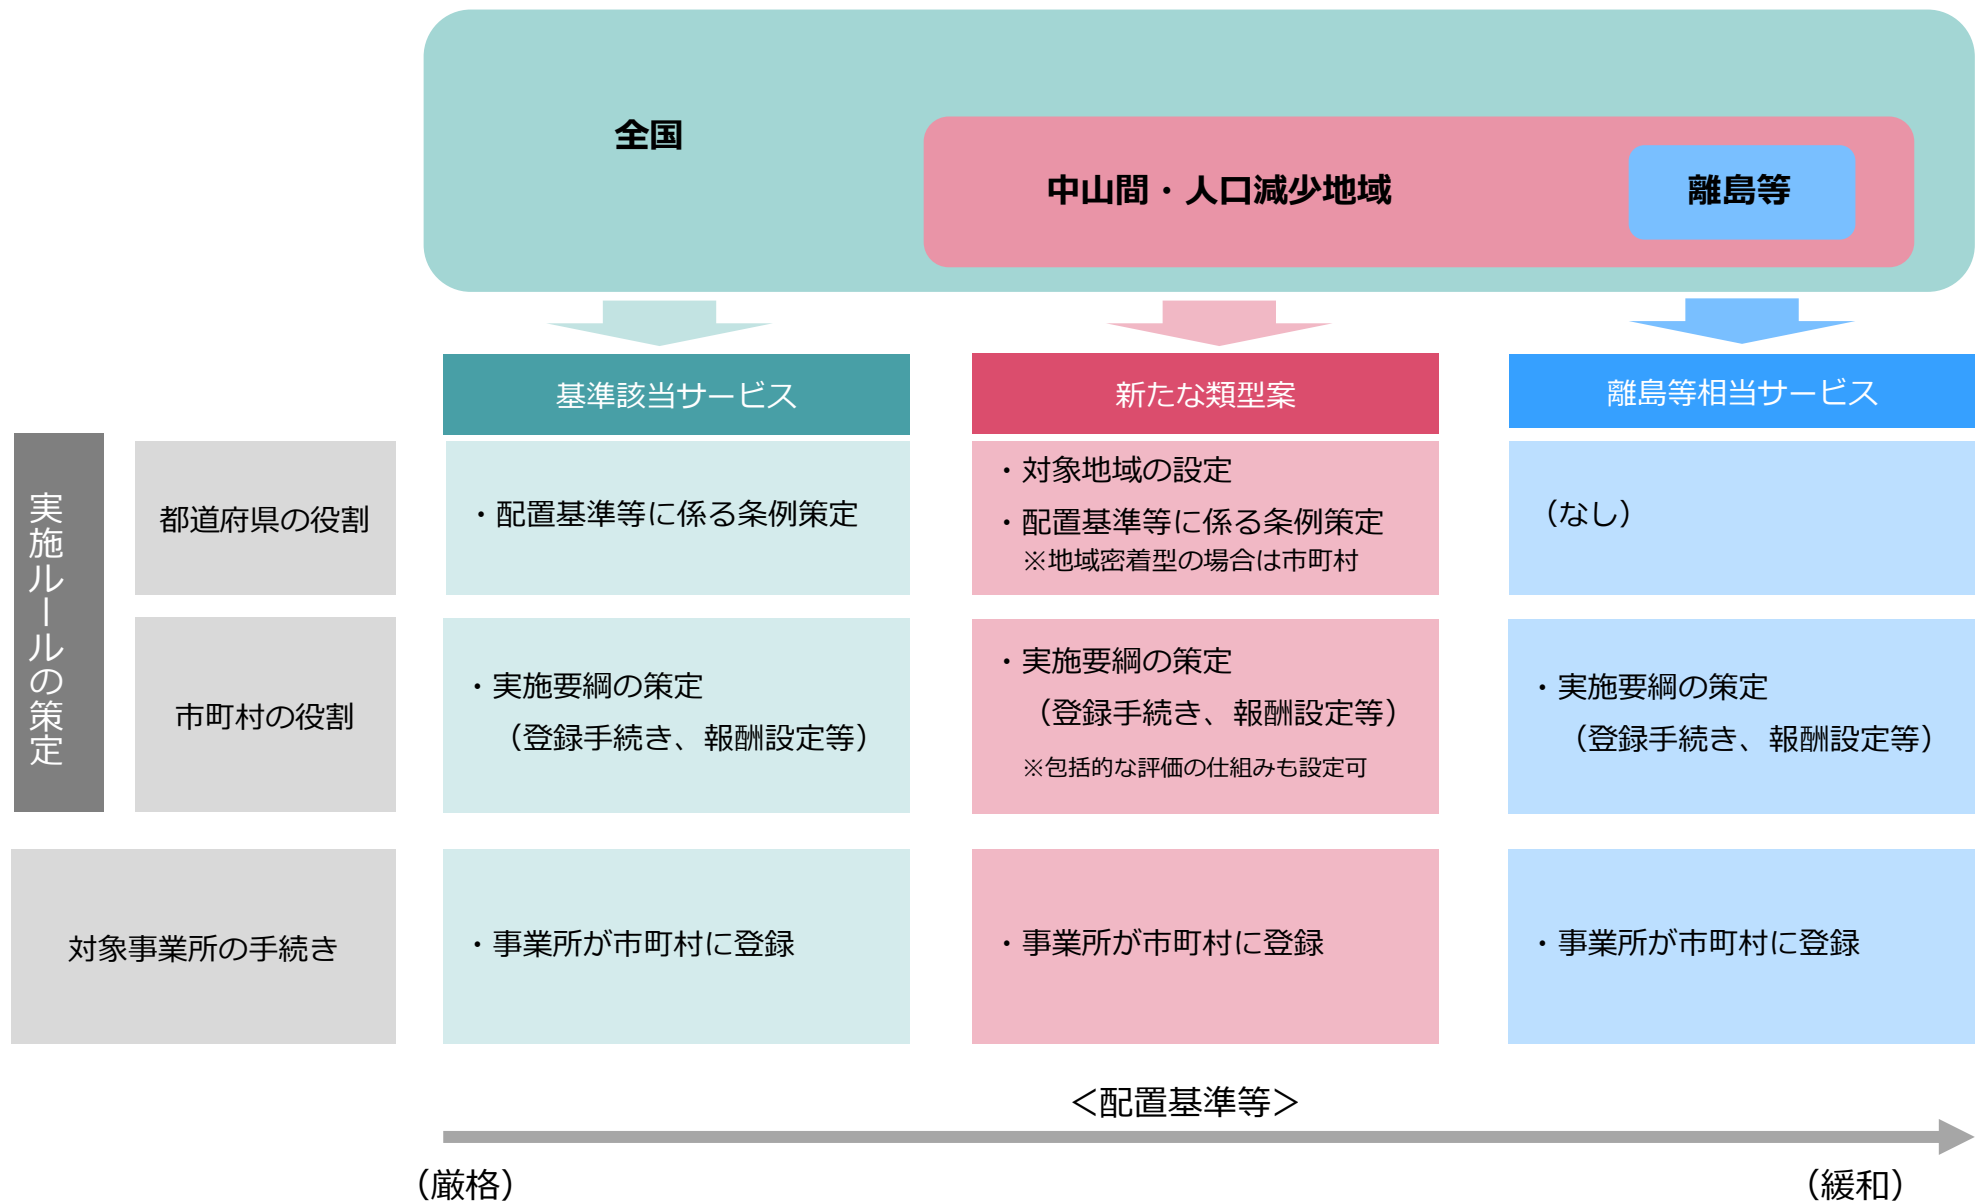 全国
中山間・人口減少地域
離島等
基準該当サービス
新たな類型案
離島等相当サービス
実施ルールの策定
都道府県の役割
・配置基準等に係る条例策定
・対象地域の設定
・配置基準等に係る条例策定
※地域密着型の場合は市町村
（なし）
市町村の役割
・実施要綱の策定
（登録手続き、報酬設定等）
・実施要綱の策定
（登録手続き、報酬設定等）
※包括的な評価の仕組みも設定可
・実施要綱の策定
（登録手続き、報酬設定等）
対象事業所の手続き
・事業所が市町村に登録
・事業所が市町村に登録
・事業所が市町村に登録
＜配置基準等＞
（厳格）
（緩和）